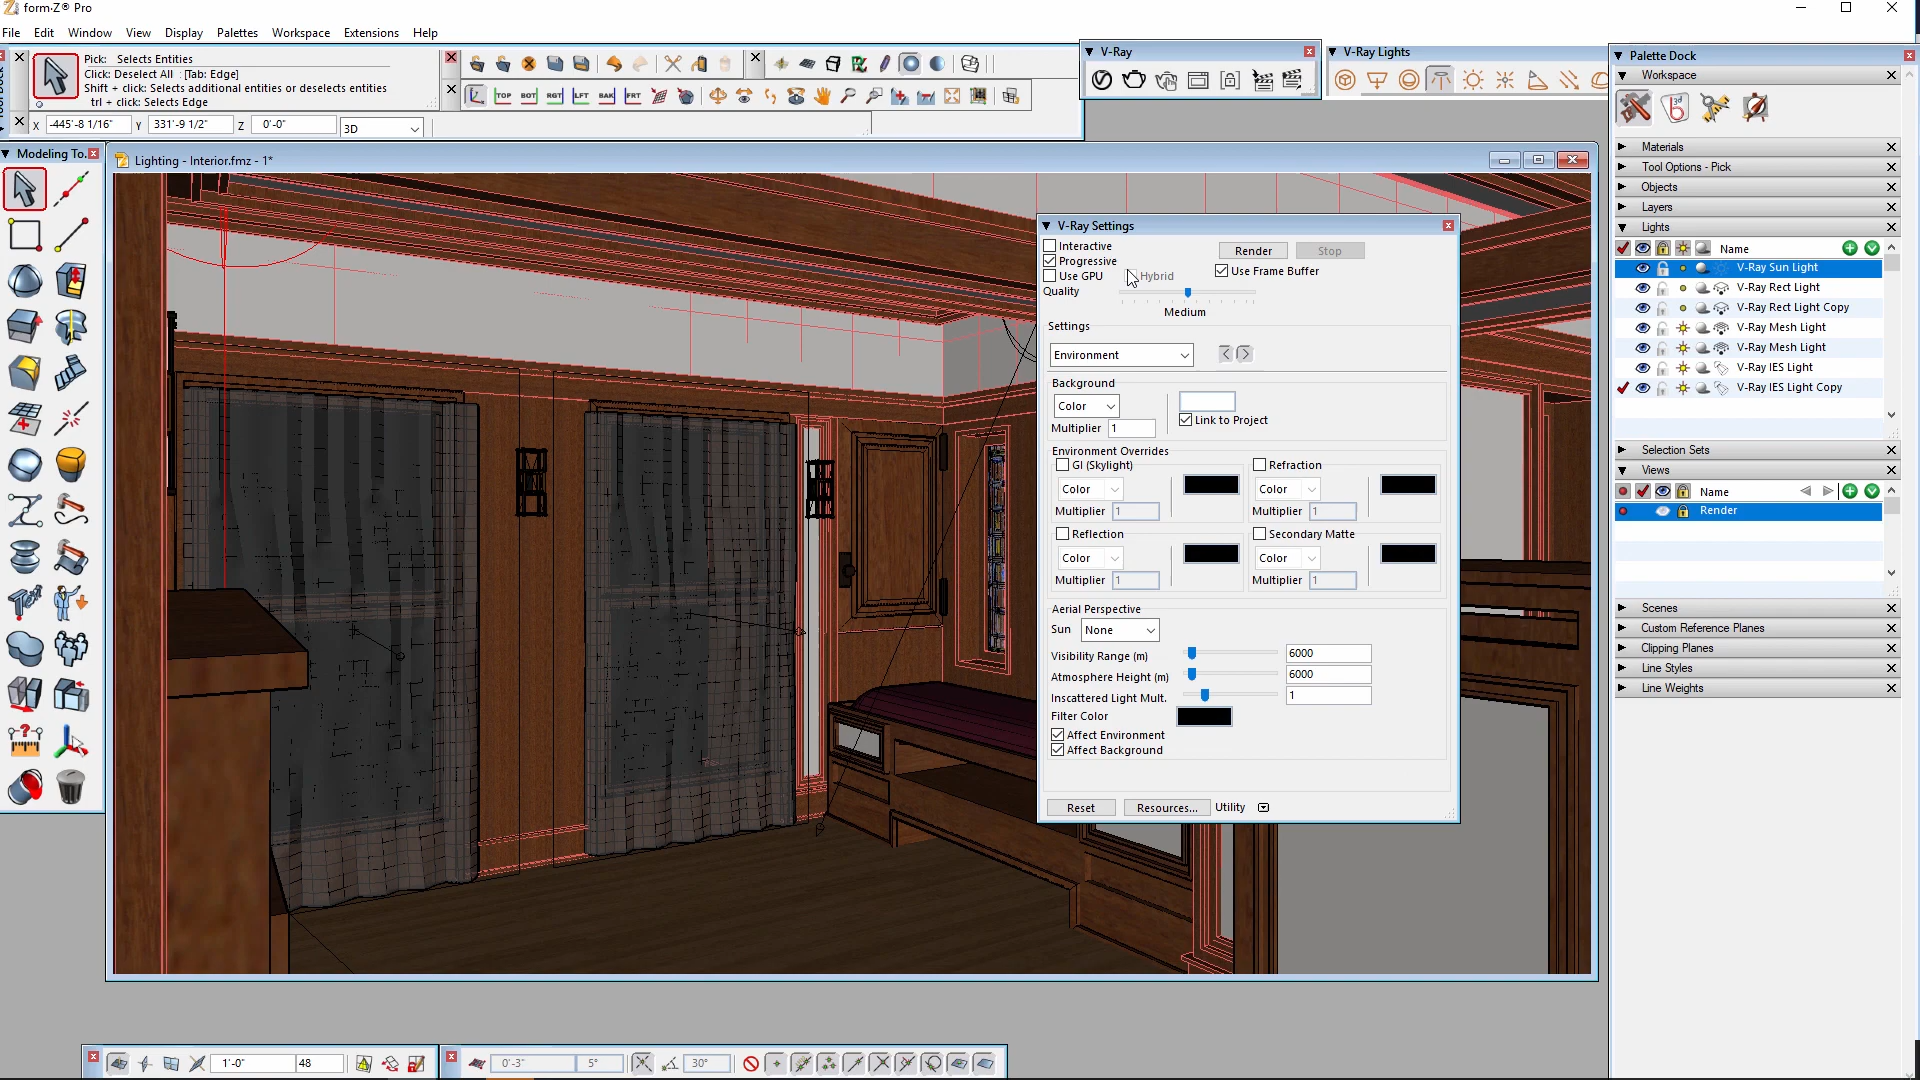 form·Z® Pro
File Edit Window View Display Palettes Workspace Extensions Help
Pick: Selects Entities
Click: Deselect All : [Tab: Edge]
Shift + click: Selects additional entities or deselects entities
trl + click: Selects Edge
TOP BOT RGT LFT BAK FRT
X -445'-8 1/16" Y 331'-9 1/2" Z 0'-0" 3D
V-Ray
V-Ray Lights
Modeling To..
Lighting - Interior.fmz - 1*
V-Ray Settings
Interactive
Progressive
Use GPU Hybrid
Render Stop
Use Frame Buffer
Quality
Medium
Settings
Environment
Background
Color
Link to Project
Multiplier 1
Environment Overrides
GI (Skylight) Refraction
Color Color
Multiplier 1 Multiplier 1
Reflection Secondary Matte
Color Color
Multiplier 1 Multiplier 1
Aerial Perspective
Sun None
Visibility Range (m) 6000
Atmosphere Height (m) 6000
Inscattered Light Mult. 1
Filter Color
Affect Environment
Affect Background
Reset Resources... Utility
Palette Dock
Workspace
Materials
Tool Options - Pick
Objects
Layers
Lights
Name
V-Ray Sun Light
V-Ray Rect Light
V-Ray Rect Light Copy
V-Ray Mesh Light
V-Ray Mesh Light
V-Ray IES Light
V-Ray IES Light Copy
Selection Sets
Views
Name
Render
Scenes
Custom Reference Planes
Clipping Planes
Line Styles
Line Weights
1'-0" 48
0'-3" 5° 30°